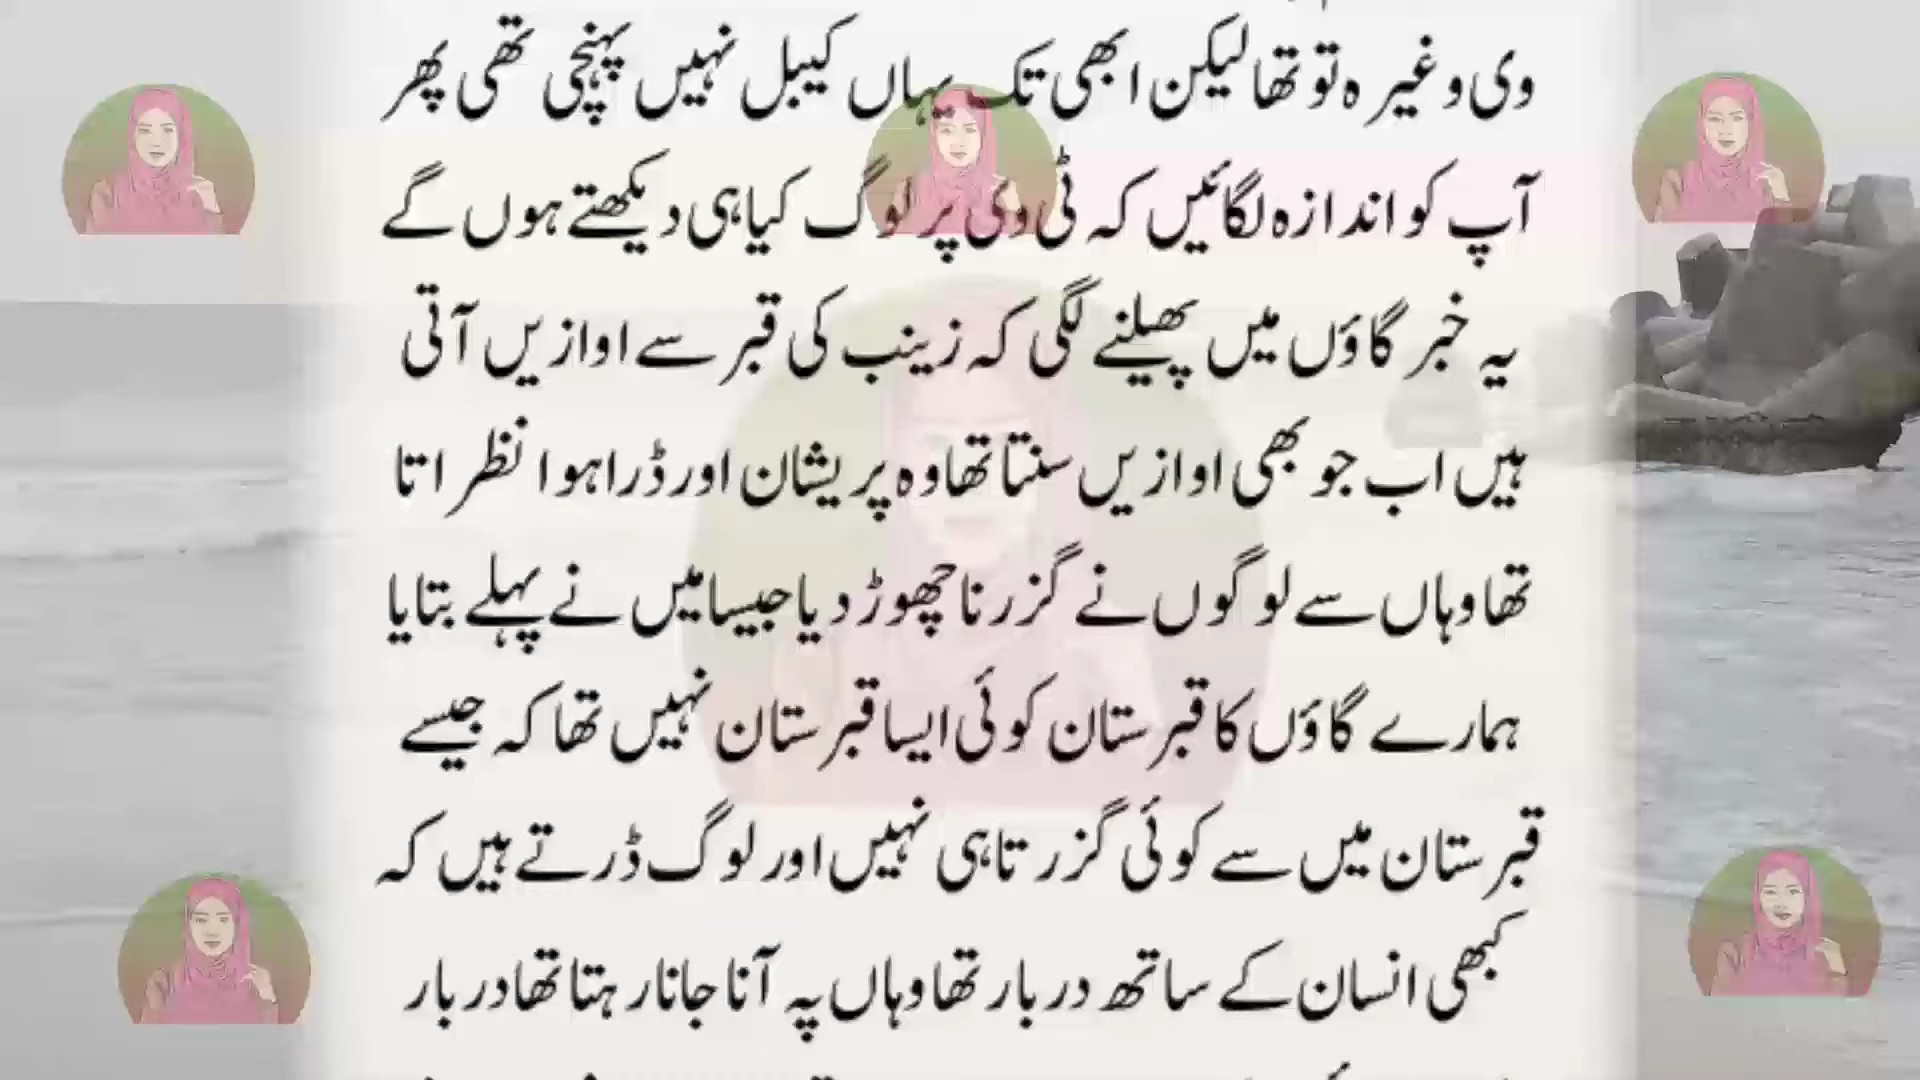 وی وغیرہ تو تھا لیکن ابھی تک یہاں کیبل نہیں پہنچی تھی پھر
آپ کو اندازہ لگائیں کہ ٹی وی پر لوگ کیا ہی دیکھتے ہوں گے
یہ خبر گاؤں میں پھیلنے لگی کہ زینب کی قبر سے اوازیں آتی
ہیں اب جو بھی اوازیں سنتا تھا وہ پریشان اور ڈرا ہوا نظر اتا
تھا وہاں سے لوگوں نے گزرنا چھوڑ دیا جیسا میں نے پہلے بتایا
ہمارے گاؤں کا قبرستان کوئی ایسا قبرستان نہیں تھا کہ جیسے
قبرستان میں سے کوئی گزرتا ہی نہیں اور لوگ ڈرتے ہیں کہ
کبھی انسان کے ساتھ دربار تھا وہاں پہ آنا جانا رہتا تھا دربار